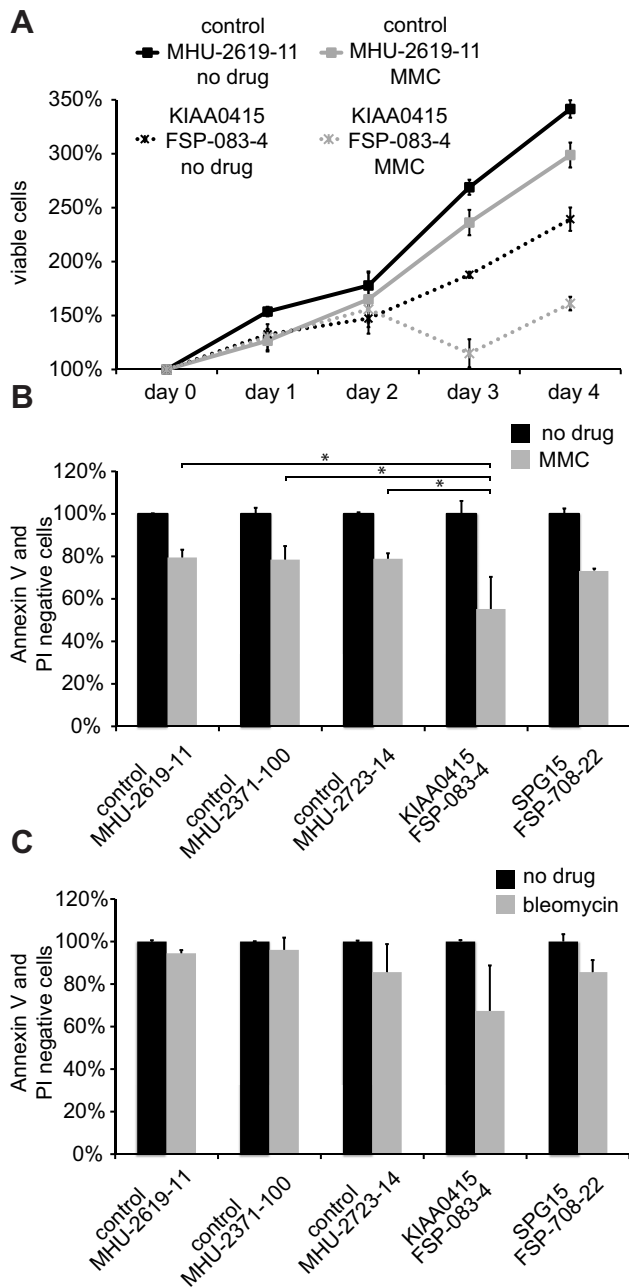 A
control
MHU-2619-11
no drug
control
MHU-2619-11
MMC
KIAA0415
FSP-083-4
no drug
KIAA0415
FSP-083-4
MMC
viable cells
350%
300%
250%
200%
150%
100%
day 0 day 1 day 2 day 3 day 4
B
no drug
MMC
*
*
*
Annexin V and
PI negative cells
120%
100%
80%
60%
40%
20%
0%
control
MHU-2619-11
control
MHU-2371-100
control
MHU-2723-14
KIAA0415
FSP-083-4
SPG15
FSP-708-22
C
no drug
bleomycin
Annexin V and
PI negative cells
120%
100%
80%
60%
40%
20%
0%
control
MHU-2619-11
control
MHU-2371-100
control
MHU-2723-14
KIAA0415
FSP-083-4
SPG15
FSP-708-22